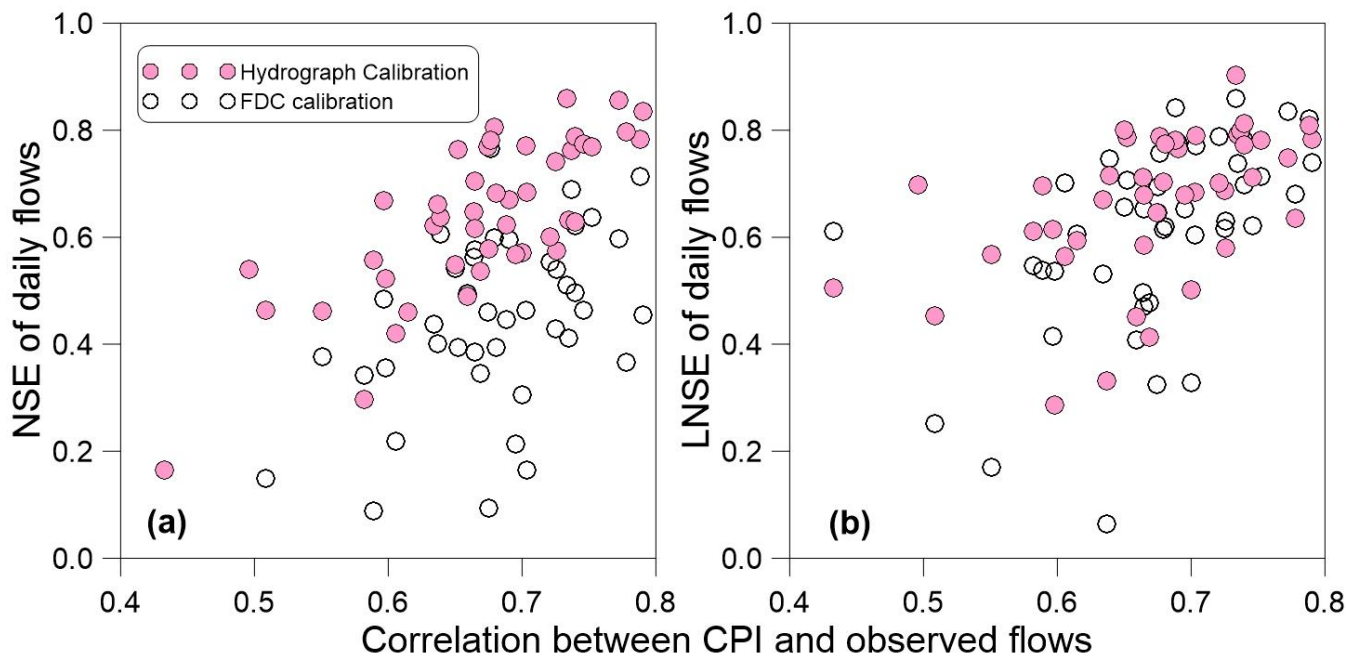 NSE of daily flows
1.0
0.8
0.6
0.4
0.2
0.0
Hydrograph Calibration
FDC calibration
(a)
0.4 0.5 0.6 0.7 0.8
LNSE of daily flows
1.0
0.8
0.6
0.4
0.2
0.0
(b)
0.4 0.5 0.6 0.7 0.8
Correlation between CPI and observed flows